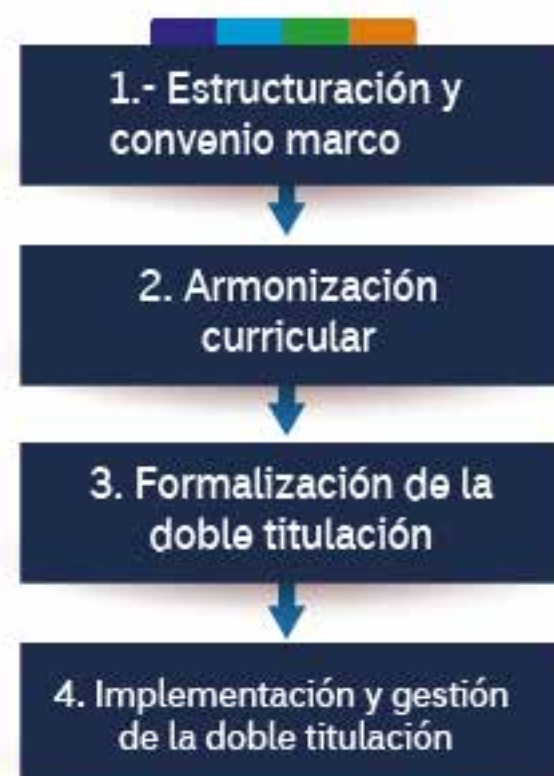 1.- Estructuración y
convenio marco
2. Armonización
curricular
3. Formalización de la
doble titulación
4. Implementación y gestión
de la doble titulación